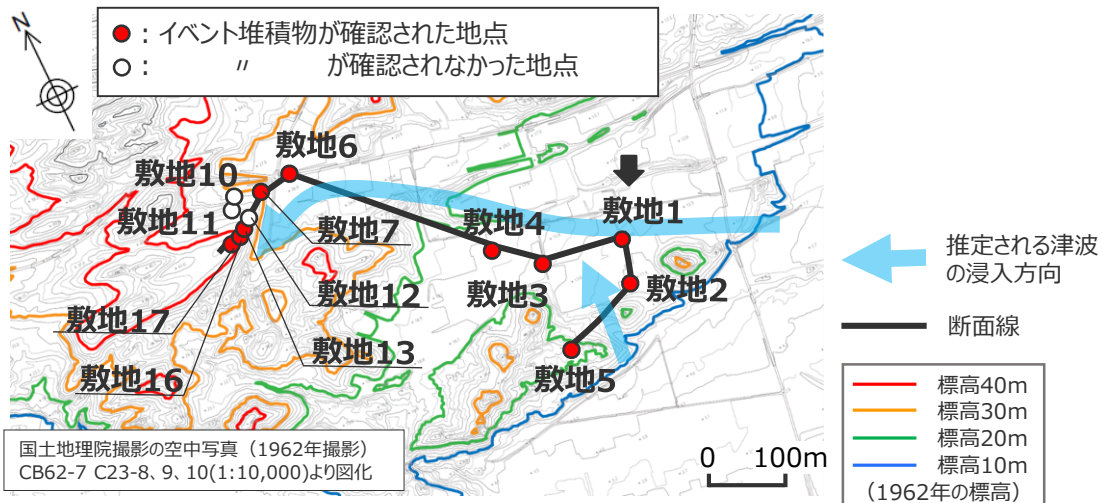 N
●：イベント堆積物が確認された地点
○： 〃 が確認されなかった地点
敷地6
敷地10
敷地11
敷地7
敷地4
敷地1
敷地3
敷地2
敷地12
敷地17
敷地13
敷地16
敷地5
推定される津波
の浸入方向
断面線
標高40m
標高30m
標高20m
標高10m
(1962年の標高)
国土地理院撮影の空中写真（1962年撮影）
CB62-7 C23-8、9、10(1:10,000)より図化
0 100m